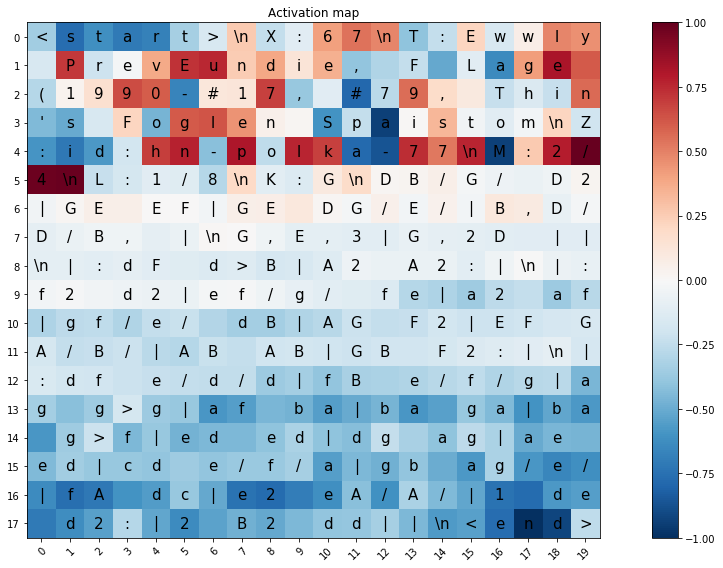 Activation map
0 < s t a r t > \n X : 6 7 \n T : E w w l y
1 P r e v E u n d i e , F L a g e
2 ( 1 9 9 0 - # 1 7 , # 7 9 , T h i n
3 ' s F o g l e n S p a i s t o m \n Z
4 : i d : h n - p o l k a - 7 7 \n M : 2 /
5 4 \n L : 1 / 8 \n K : G \n D B / G / D 2
6 | G E E F | G E D G / E / | B , D /
7 D / B , | \n G , E , 3 | G , 2 D | |
8 \n | : d F d > B | A 2 A 2 : | \n | :
9 f 2 d 2 | e f / g / f e | a 2 a f
10 | g f / e / d B | A G F 2 | E F G
11 A / B / | A B A B | G B F 2 : | \n |
12 : d f e / d / d | f B e / f / g | a
13 g g > g | a f b a | b a g a | b a
14 g > f | e d e d | d g a g | a e
15 e d | c d e / f / a | g b a g / e /
16 | f A d c | e 2 e A / A / | 1 d e
17 d 2 : | 2 B 2 d d | | \n < e n d >
0 1 2 3 4 5 6 7 8 9 10 11 12 13 14 15 16 17 18 19
1.00
0.75
0.50
0.25
0.00
−0.25
−0.50
−0.75
−1.00